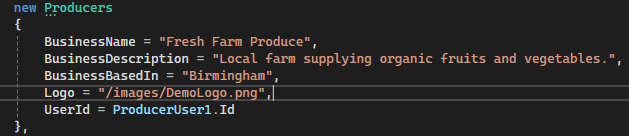 new Producers
{
    BusinessName = "Fresh Farm Produce",
    BusinessDescription = "Local farm supplying organic fruits and vegetables.",
    BusinessBasedIn = "Birmingham",
    Logo = "/images/DemoLogo.png",
    UserId = ProducerUser1.Id
},